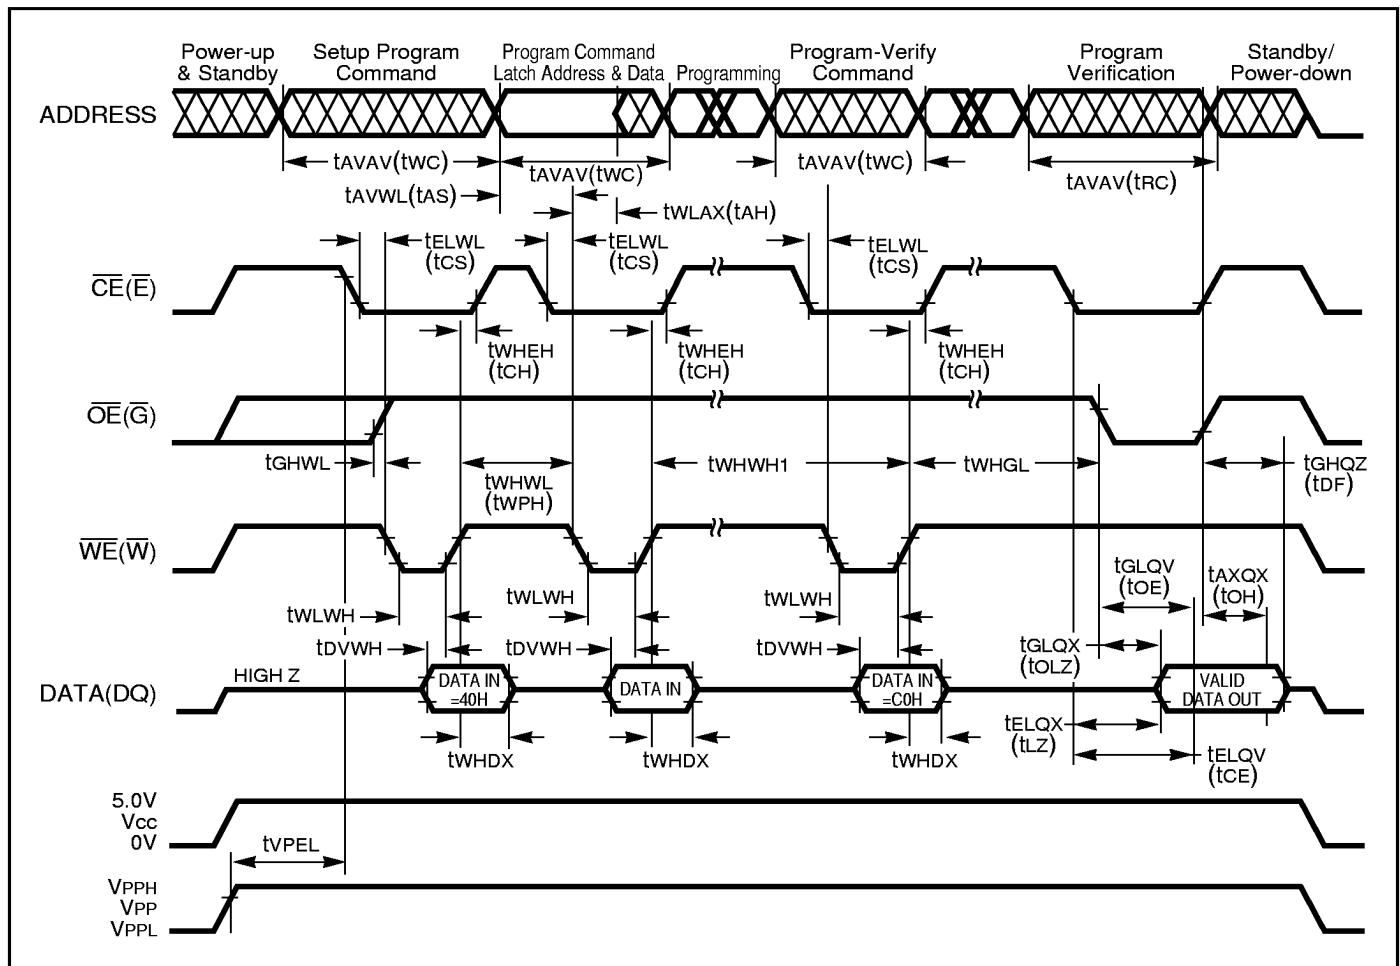 Power-up
& Standby
Setup Program
Command
Program Command
Latch Address & Data
Programming
Program-Verify
Command
Program
Verification
Standby/
Power-down
ADDRESS
tAVAV(tWC)
tAVAV(tWC)
tAVAV(tWC)
tAVAV(tRC)
tAVWL(tAS)
tWLAX(tAH)
tELWL
(tCS)
tELWL
(tCS)
tELWL
(tCS)
CE(E)
tWHEH
(tCH)
tWHEH
(tCH)
tWHEH
(tCH)
OE(G)
tGHWL
tWHWL
(tWPH)
tWHWH1
tWHGL
tGHQZ
(tDF)
WE(W)
tWLWH
tWLWH
tWLWH
tGLQV
(tOE)
tAXQX
(tOH)
tDVWH
tDVWH
tDVWH
tGLQX
(tOLZ)
DATA(DQ)
HIGH Z
DATA IN
=40H
DATA IN
DATA IN
=C0H
VALID
DATA OUT
tWHDX
tWHDX
tWHDX
tELQX
(tLZ)
tELQV
(tCE)
5.0V
VCC
0V
tVPEL
VPPH
VPP
VPPL